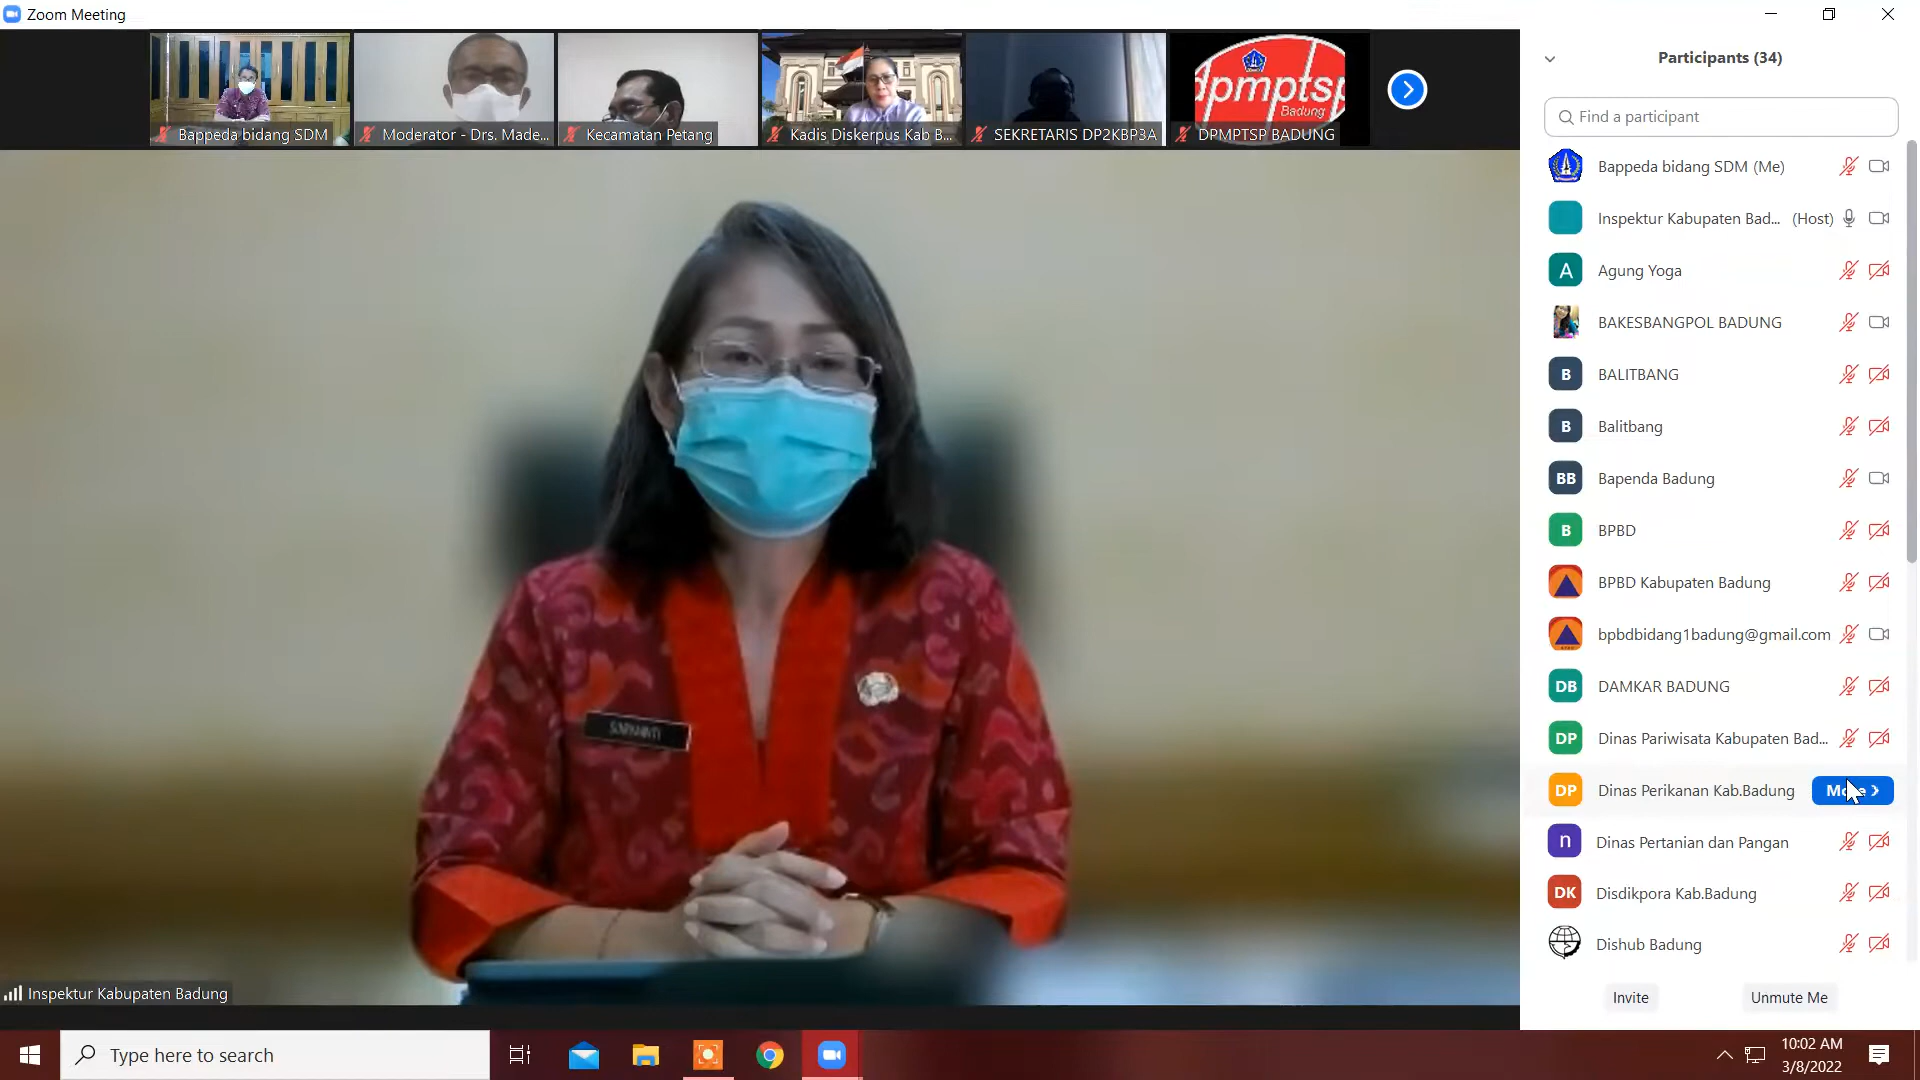 Zoom Meeting
Bappeda bidang SDM
Moderator - Drs. Made...
Kecamatan Petang
Kadis Diskerpus Kab B...
SEKRETARIS DP2KBP3A
dpmptsp
Badung
DPMPTSP BADUNG
Inspektur Kabupaten Badung
Participants (34)
Find a participant
Bappeda bidang SDM (Me)
Inspektur Kabupaten Bad... (Host)
A Agung Yoga
BAKESBANGPOL BADUNG
B BALITBANG
B Balitbang
BB Bapenda Badung
B BPBD
BPBD Kabupaten Badung
bpbdbidang1badung@gmail.com
DB DAMKAR BADUNG
DP Dinas Pariwisata Kabupaten Bad...
DP Dinas Perikanan Kab.Badung More
n Dinas Pertanian dan Pangan
DK Disdikpora Kab.Badung
Dishub Badung
Invite Unmute Me
Type here to search
10:02 AM
3/8/2022